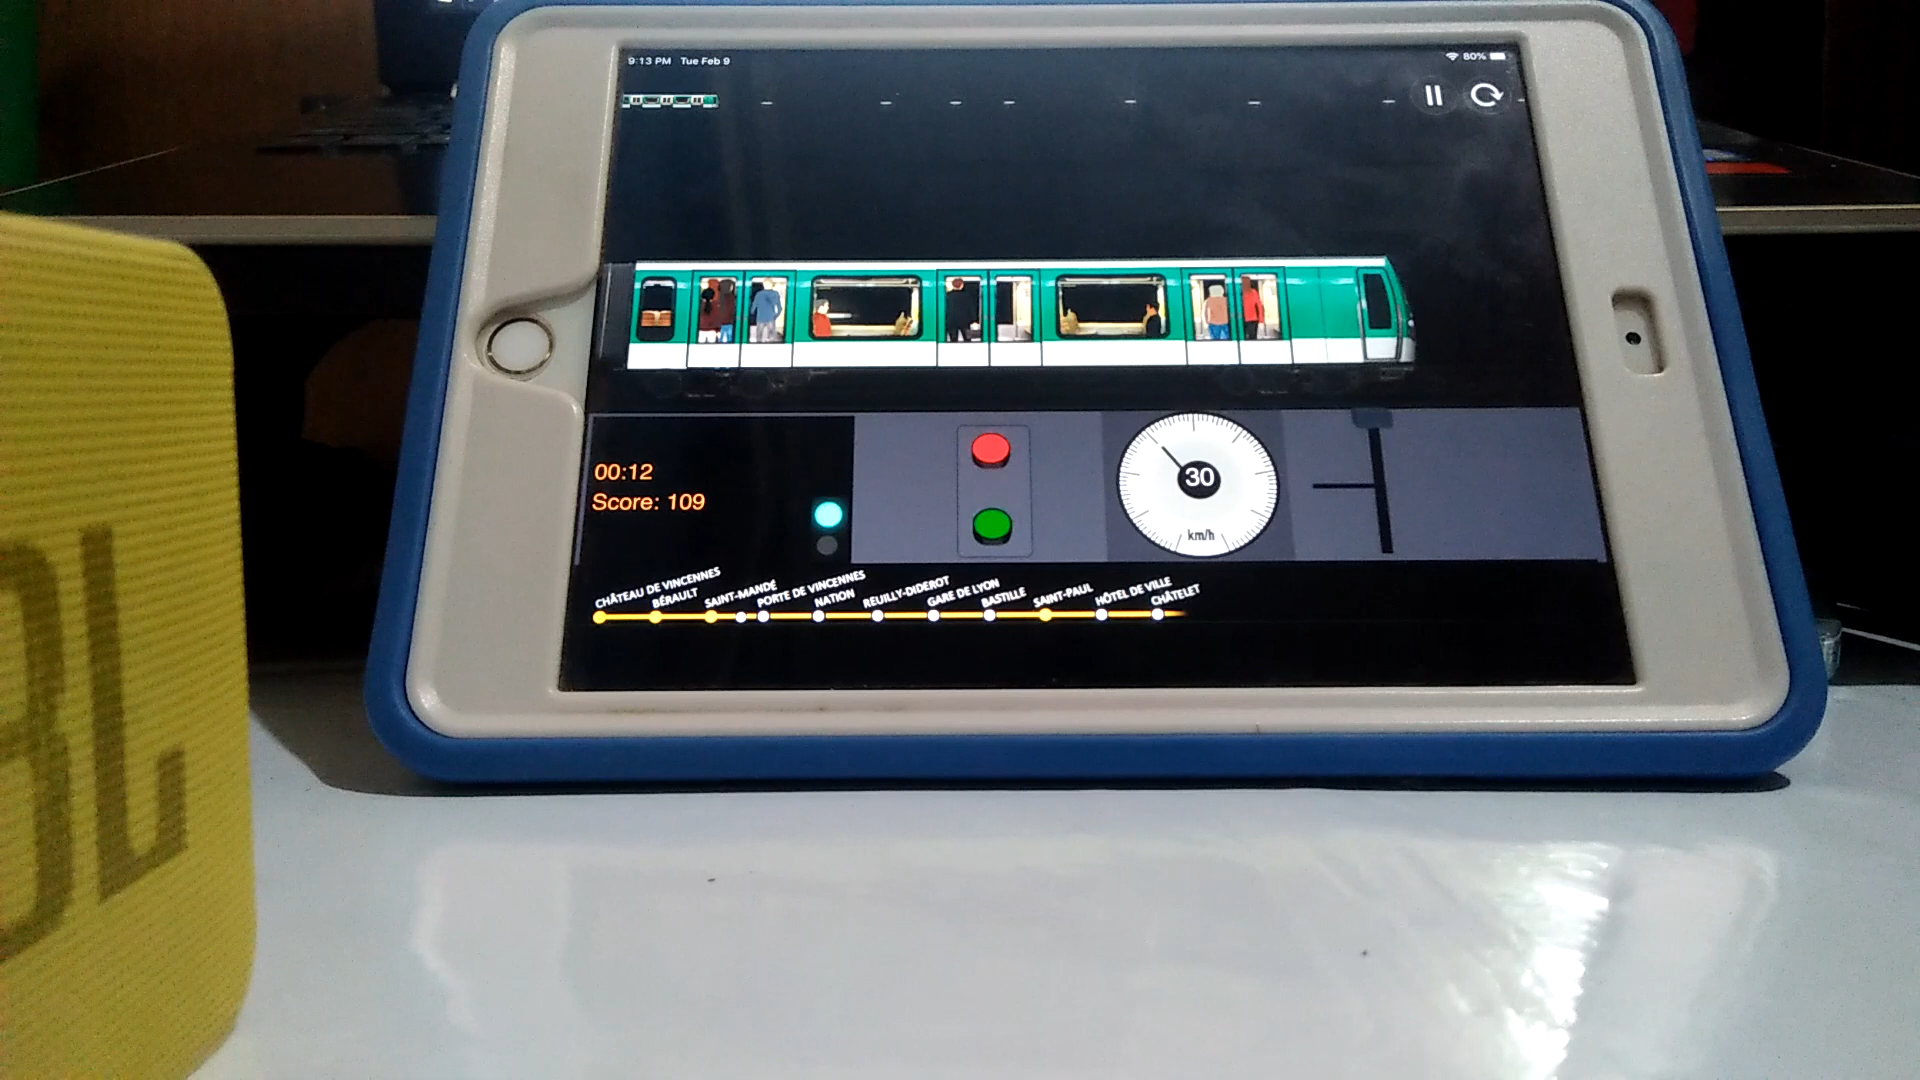 9:13 PM Tue Feb 9
80%
00:12
Score: 109
30
km/h
CHÂTEAU DE VINCENNES
BÉRAULT
SAINT-MANDÉ
PORTE DE VINCENNES
NATION
REUILLY-DIDEROT
GARE DE LYON
BASTILLE
SAINT-PAUL
HÔTEL DE VILLE
CHÂTELET
JBL